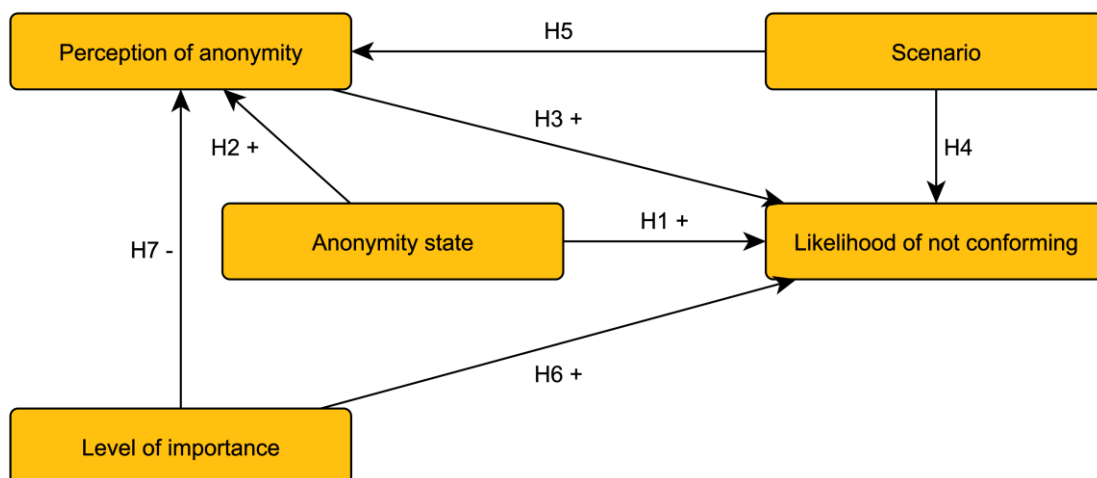 Perception of anonymity
H5
Scenario
H3 +
H2 +
H4
Anonymity state
H1 +
Likelihood of not conforming
H7 -
H6 +
Level of importance